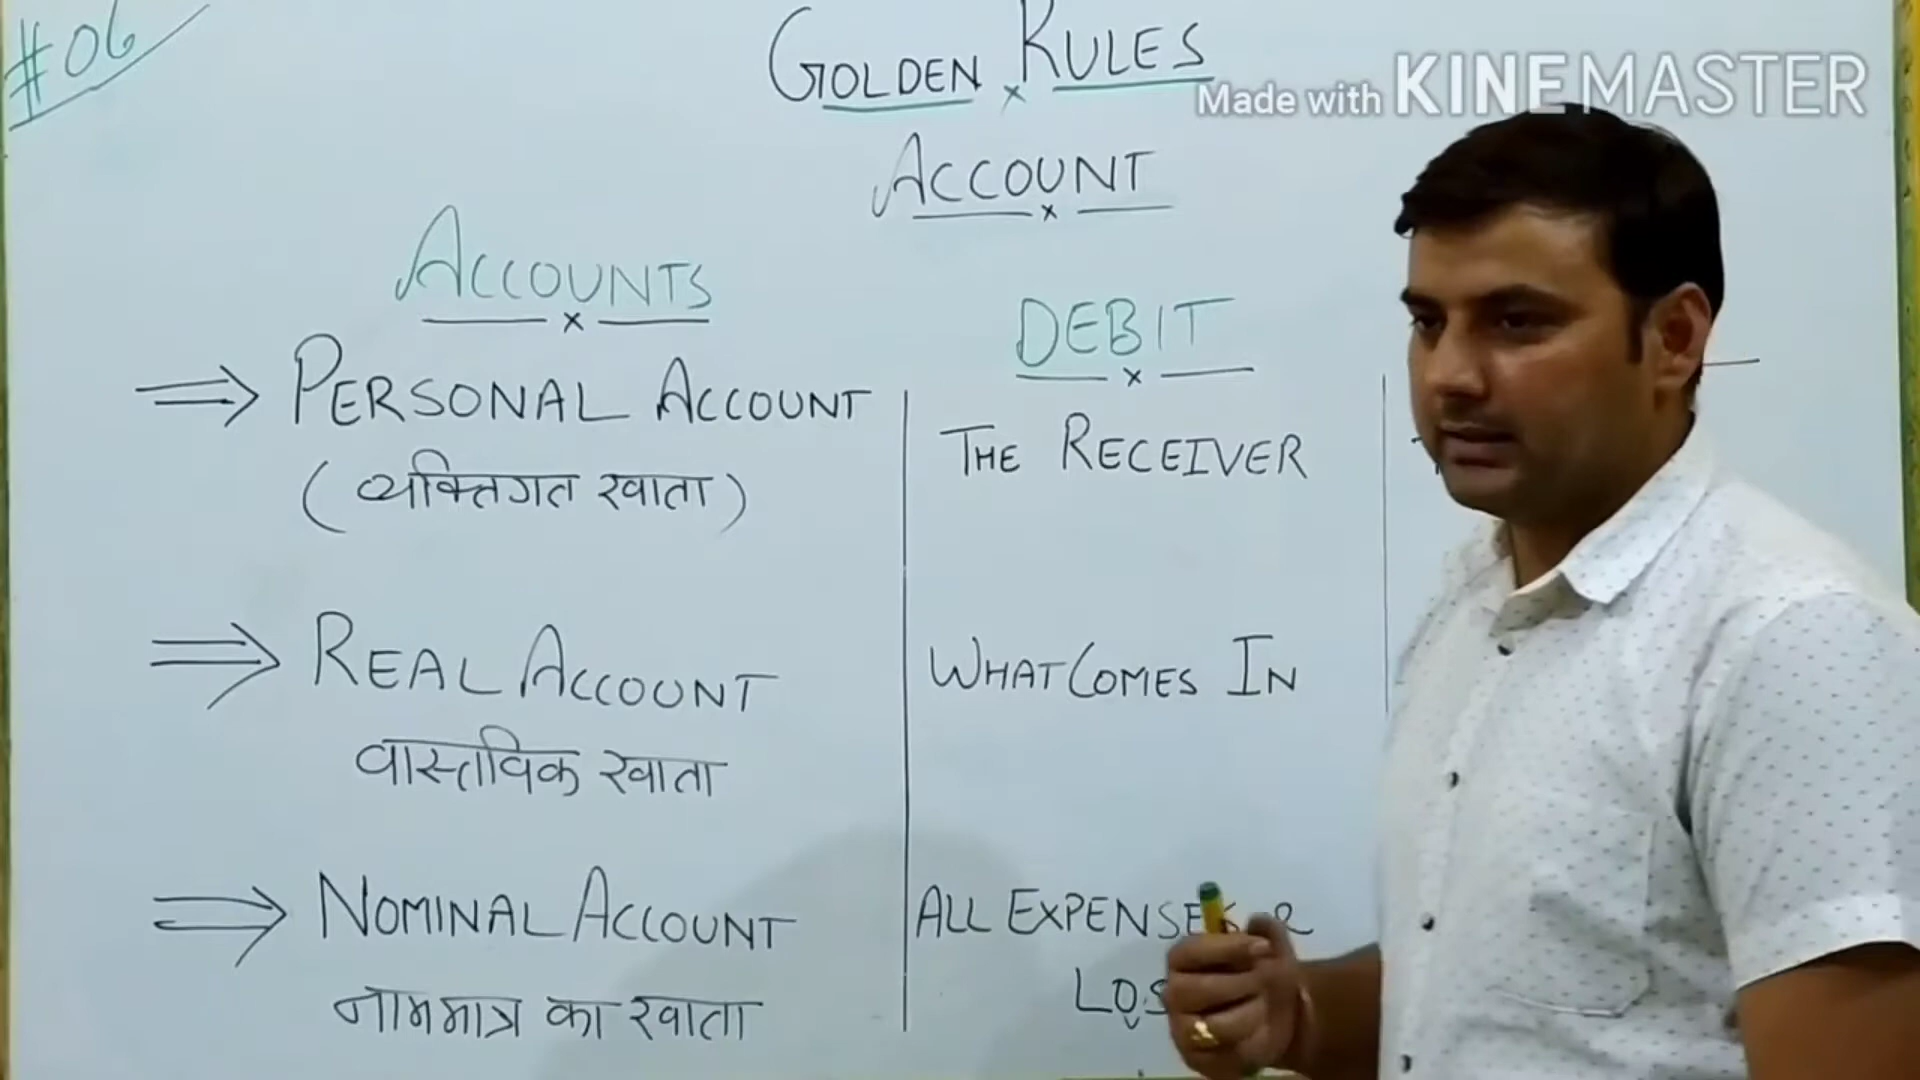 #06
GOLDEN RULES
Made with KINEMASTER
ACCOUNT
ACCOUNTS
DEBIT
PERSONAL ACCOUNT
THE RECEIVER
(व्यक्तिगत खाता)
REAL ACCOUNT
WHAT COMES IN
वास्तविक खाता
NOMINAL ACCOUNT
ALL EXPENSES
नाममात्र का खाता